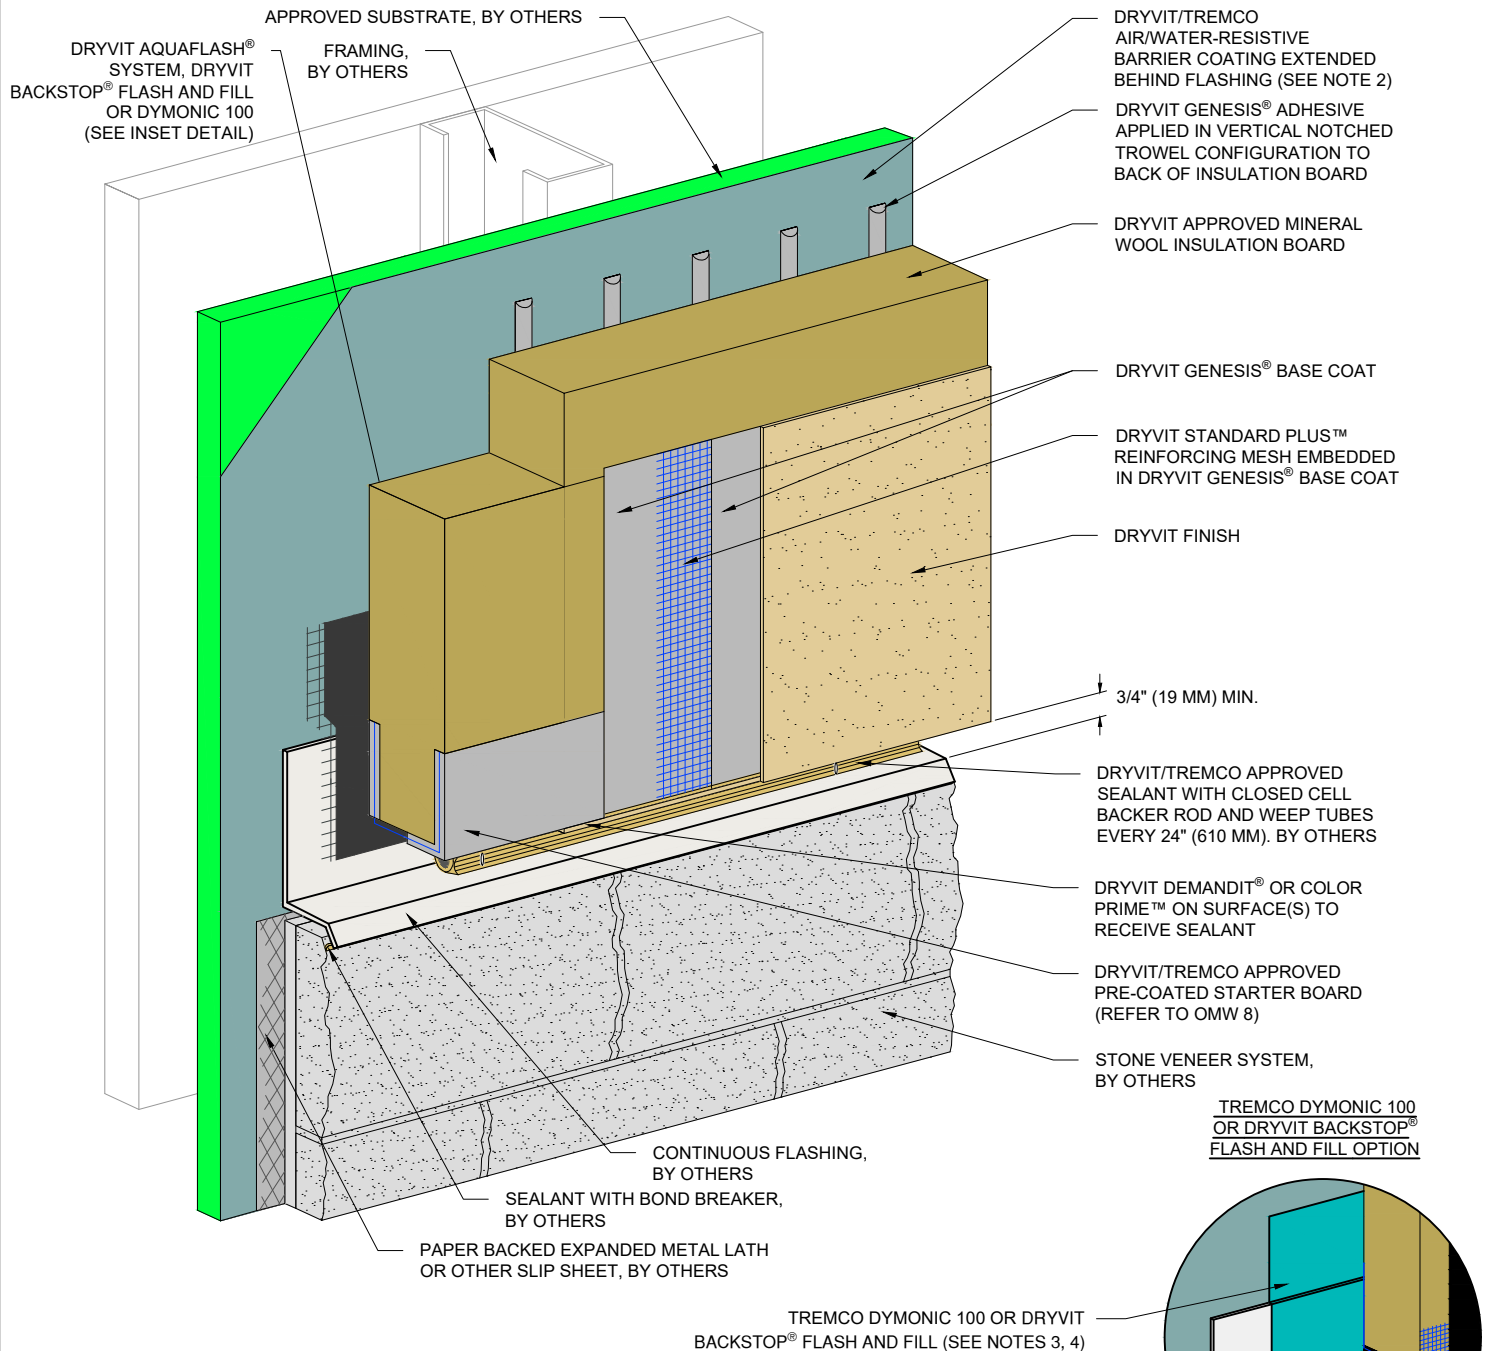 APPROVED SUBSTRATE, BY OTHERS
DRYVIT AQUAFLASH®
SYSTEM, DRYVIT
BACKSTOP® FLASH AND FILL
OR DYMONIC 100
(SEE INSET DETAIL)
FRAMING,
BY OTHERS
DRYVIT/TREMCO
AIR/WATER-RESISTIVE
BARRIER COATING EXTENDED
BEHIND FLASHING (SEE NOTE 2)
DRYVIT GENESIS® ADHESIVE
APPLIED IN VERTICAL NOTCHED
TROWEL CONFIGURATION TO
BACK OF INSULATION BOARD
DRYVIT APPROVED MINERAL
WOOL INSULATION BOARD
DRYVIT GENESIS® BASE COAT
DRYVIT STANDARD PLUS™
REINFORCING MESH EMBEDDED
IN DRYVIT GENESIS® BASE COAT
DRYVIT FINISH
3/4" (19 MM) MIN.
DRYVIT/TREMCO APPROVED
SEALANT WITH CLOSED CELL
BACKER ROD AND WEEP TUBES
EVERY 24" (610 MM). BY OTHERS
DRYVIT DEMANDIT® OR COLOR
PRIME™ ON SURFACE(S) TO
RECEIVE SEALANT
DRYVIT/TREMCO APPROVED
PRE-COATED STARTER BOARD
(REFER TO OMW 8)
STONE VENEER SYSTEM,
BY OTHERS
CONTINUOUS FLASHING,
BY OTHERS
SEALANT WITH BOND BREAKER,
BY OTHERS
PAPER BACKED EXPANDED METAL LATH
OR OTHER SLIP SHEET, BY OTHERS
TREMCO DYMONIC 100
OR DRYVIT BACKSTOP®
FLASH AND FILL OPTION
TREMCO DYMONIC 100 OR DRYVIT
BACKSTOP® FLASH AND FILL (SEE NOTES 3, 4)